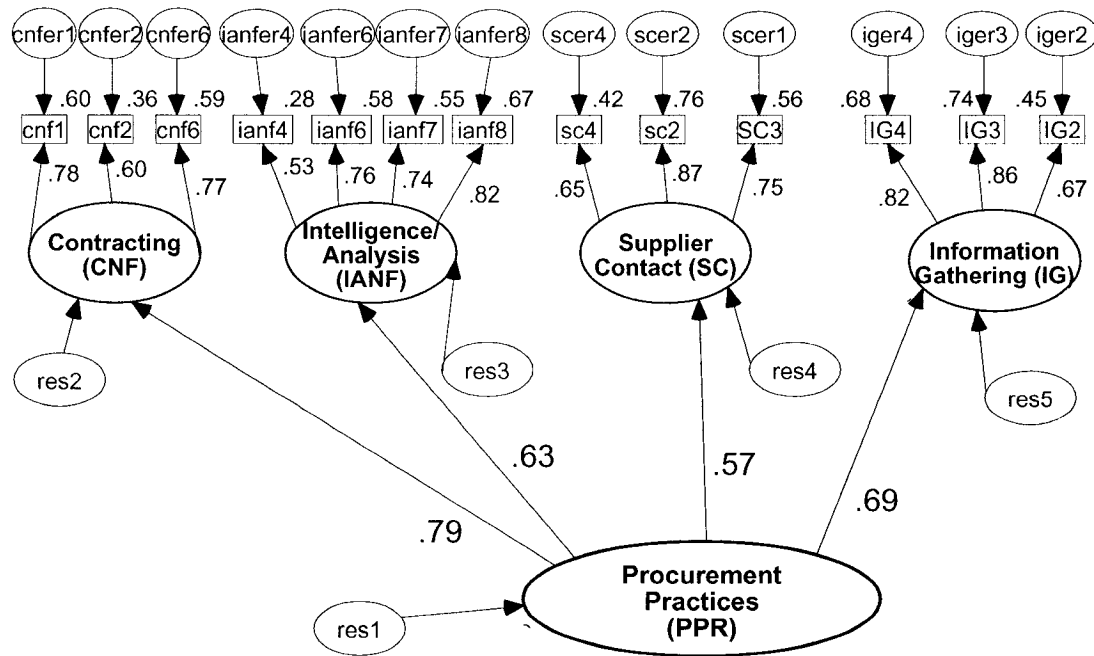 cnfer1 cnfer2 cnfer6 ianfer4 ianfer6 ianfer7 ianfer8 scer4 scer2 scer1 iger4 iger3 iger2
.60 .36 .59 .28 .58 .55 .67 .42 .76 .56 .68 .74 .45
cnf1 cnf2 cnf6 ianf4 ianf6 ianf7 ianf8 sc4 sc2 SC3 IG4 IG3 IG2
.78 .60 .77 .53 .76 .74 .82 .65 .87 .75 .82 .86 .67
Contracting
(CNF)
Intelligence/
Analysis
(IANF)
Supplier
Contact (SC)
Information
Gathering (IG)
res2
res3
res4
res5
.79
.63
.57
.69
Procurement
Practices
(PPR)
res1